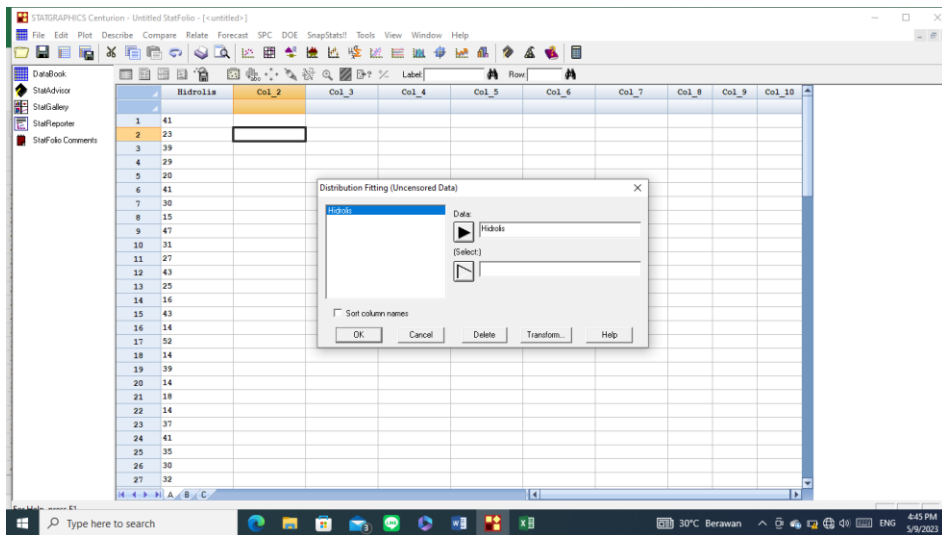 STATGRAPHICS Centurion - Untitled StatFolio - [<untitled>]
File Edit Plot Describe Compare Relate Forecast SPC DOE SnapStats!! Tools View Window Help
Label: Row:
DataBook
StatAdvisor
StatGallery
StatReporter
StatFolio Comments
Hidrolis Col_2 Col_3 Col_4 Col_5 Col_6 Col_7 Col_8 Col_9 Col_10
1 41
2 23
3 39
4 29
5 20
6 41
7 30
8 15
9 47
10 31
11 27
12 43
13 25
14 16
15 43
16 14
17 52
18 14
19 39
20 14
21 18
22 14
23 37
24 41
25 35
26 30
27 32
Distribution Fitting (Uncensored Data)
Hidrolis
Data:
Hidrolis
(Select:)
Sort column names
OK Cancel Delete Transform... Help
A B C
For Help, press F1
Type here to search
30°C Berawan
ENG
4:45 PM
5/9/2023